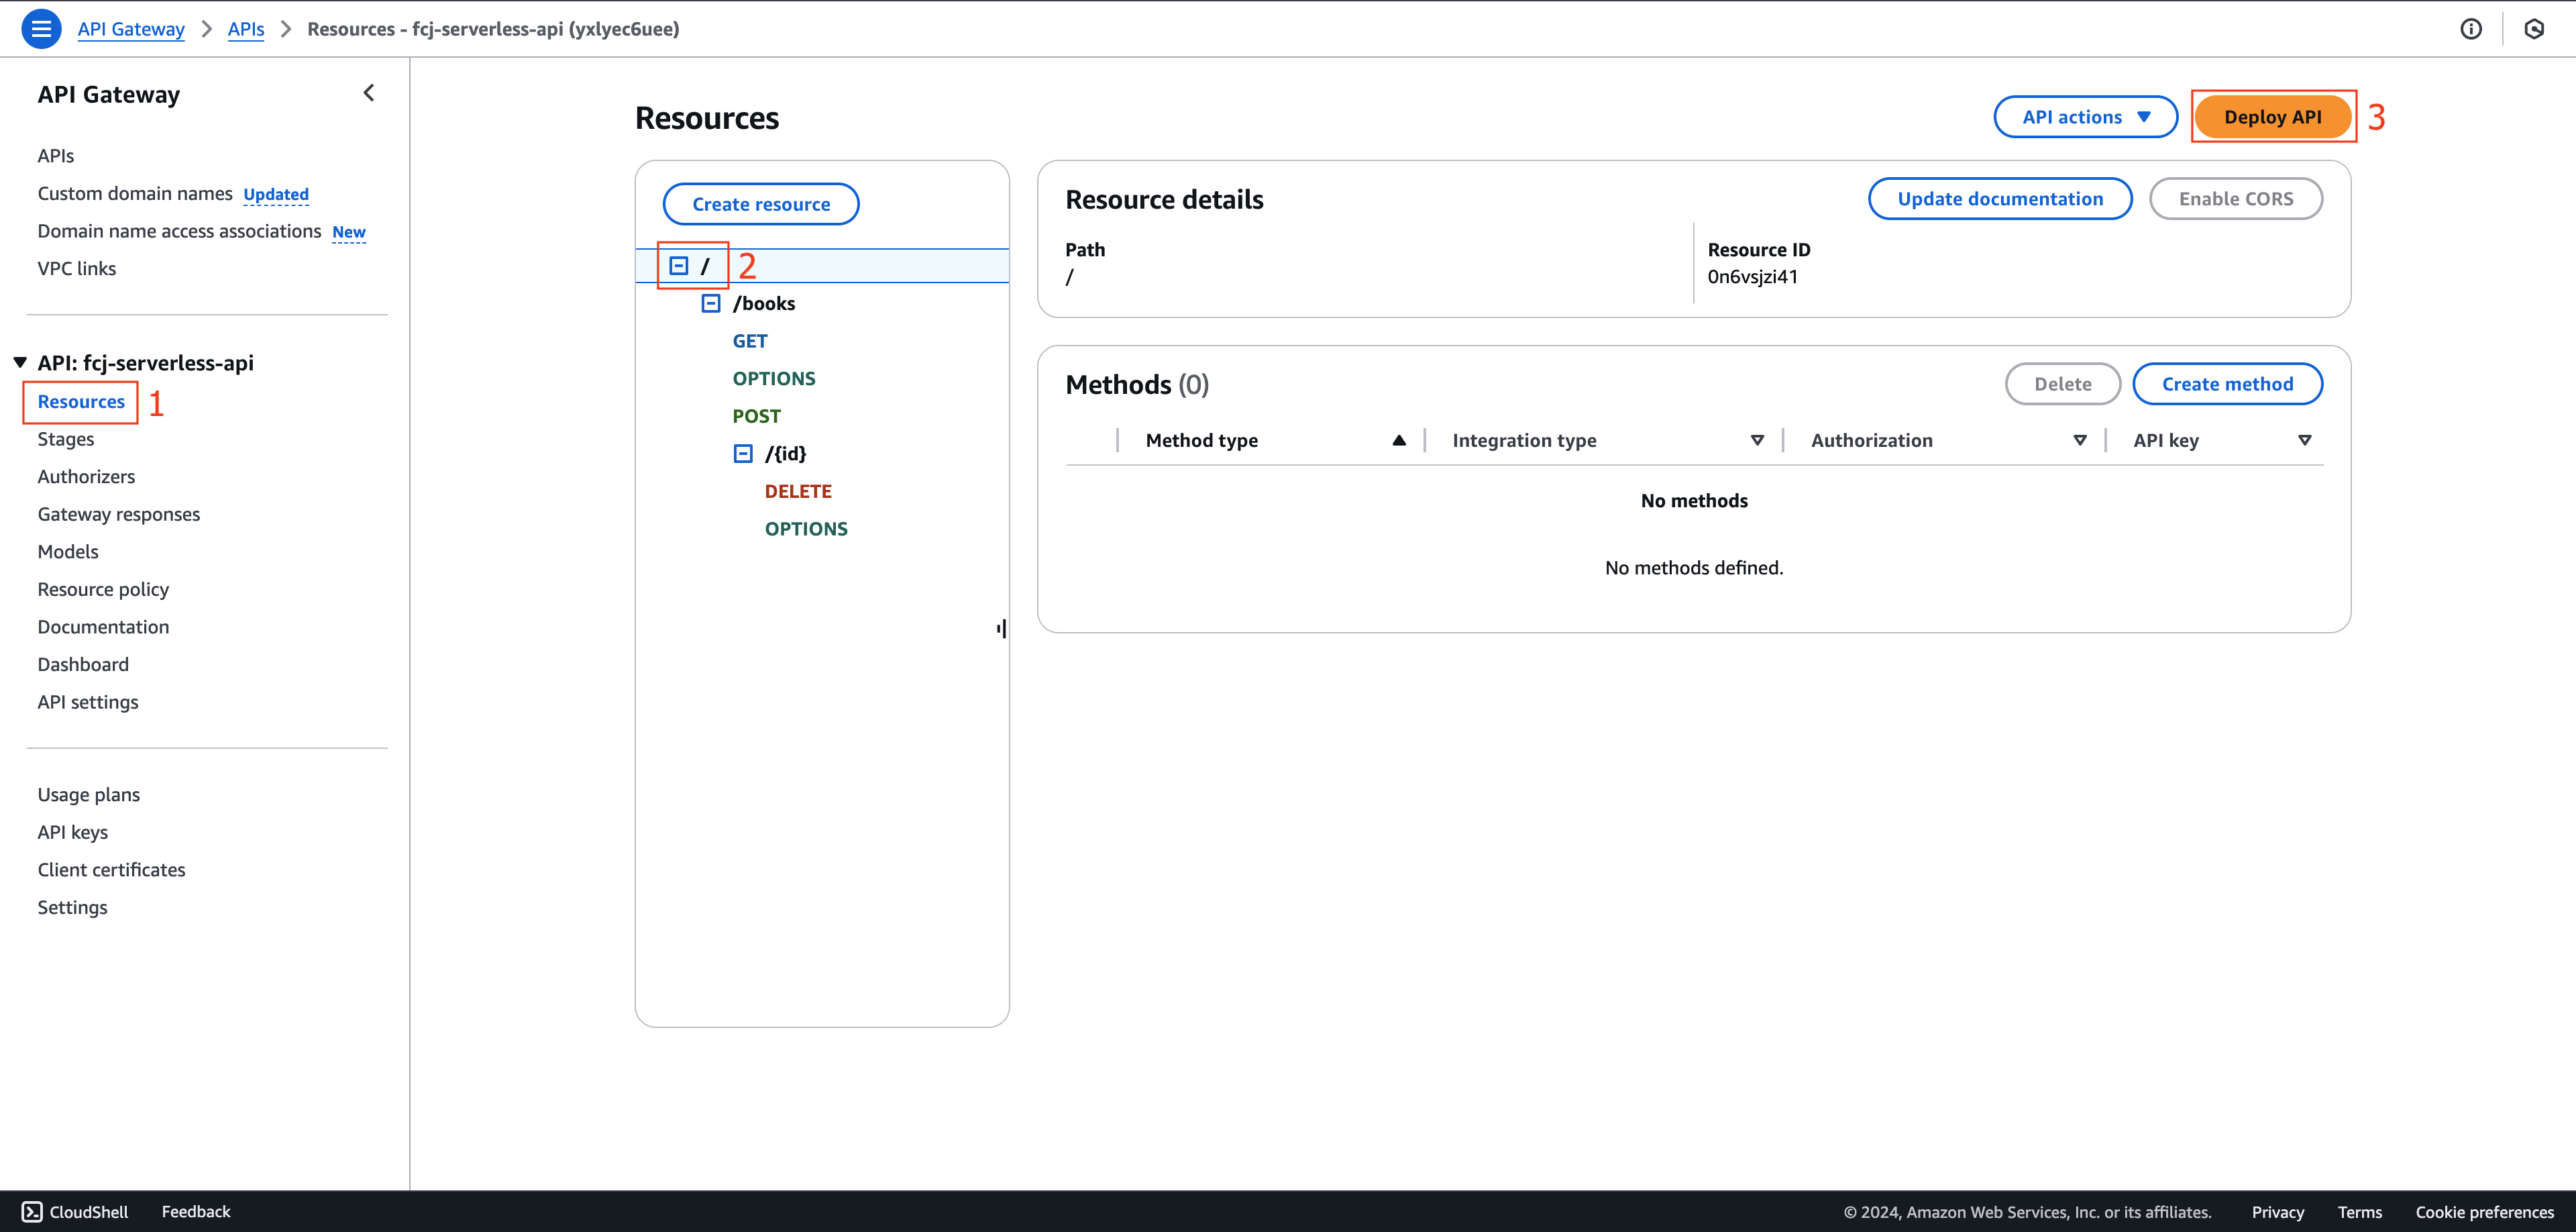 API Gateway > APIs > Resources - fcj-serverless-api (yxlyec6uee)
API Gateway
APIs
Custom domain names Updated
Domain name access associations New
VPC links
API: fcj-serverless-api
Resources 1
Stages
Authorizers
Gateway responses
Models
Resource policy
Documentation
Dashboard
API settings
Usage plans
API keys
Client certificates
Settings
Resources
API actions
Deploy API 3
Create resource
/ 2
/books
GET
OPTIONS
POST
/{id}
DELETE
OPTIONS
Resource details
Update documentation
Enable CORS
Path
/
Resource ID
0n6vsjzi41
Methods (0)
Delete
Create method
Method type Integration type Authorization API key
No methods
No methods defined.
CloudShell Feedback
© 2024, Amazon Web Services, Inc. or its affiliates. Privacy Terms Cookie preferences